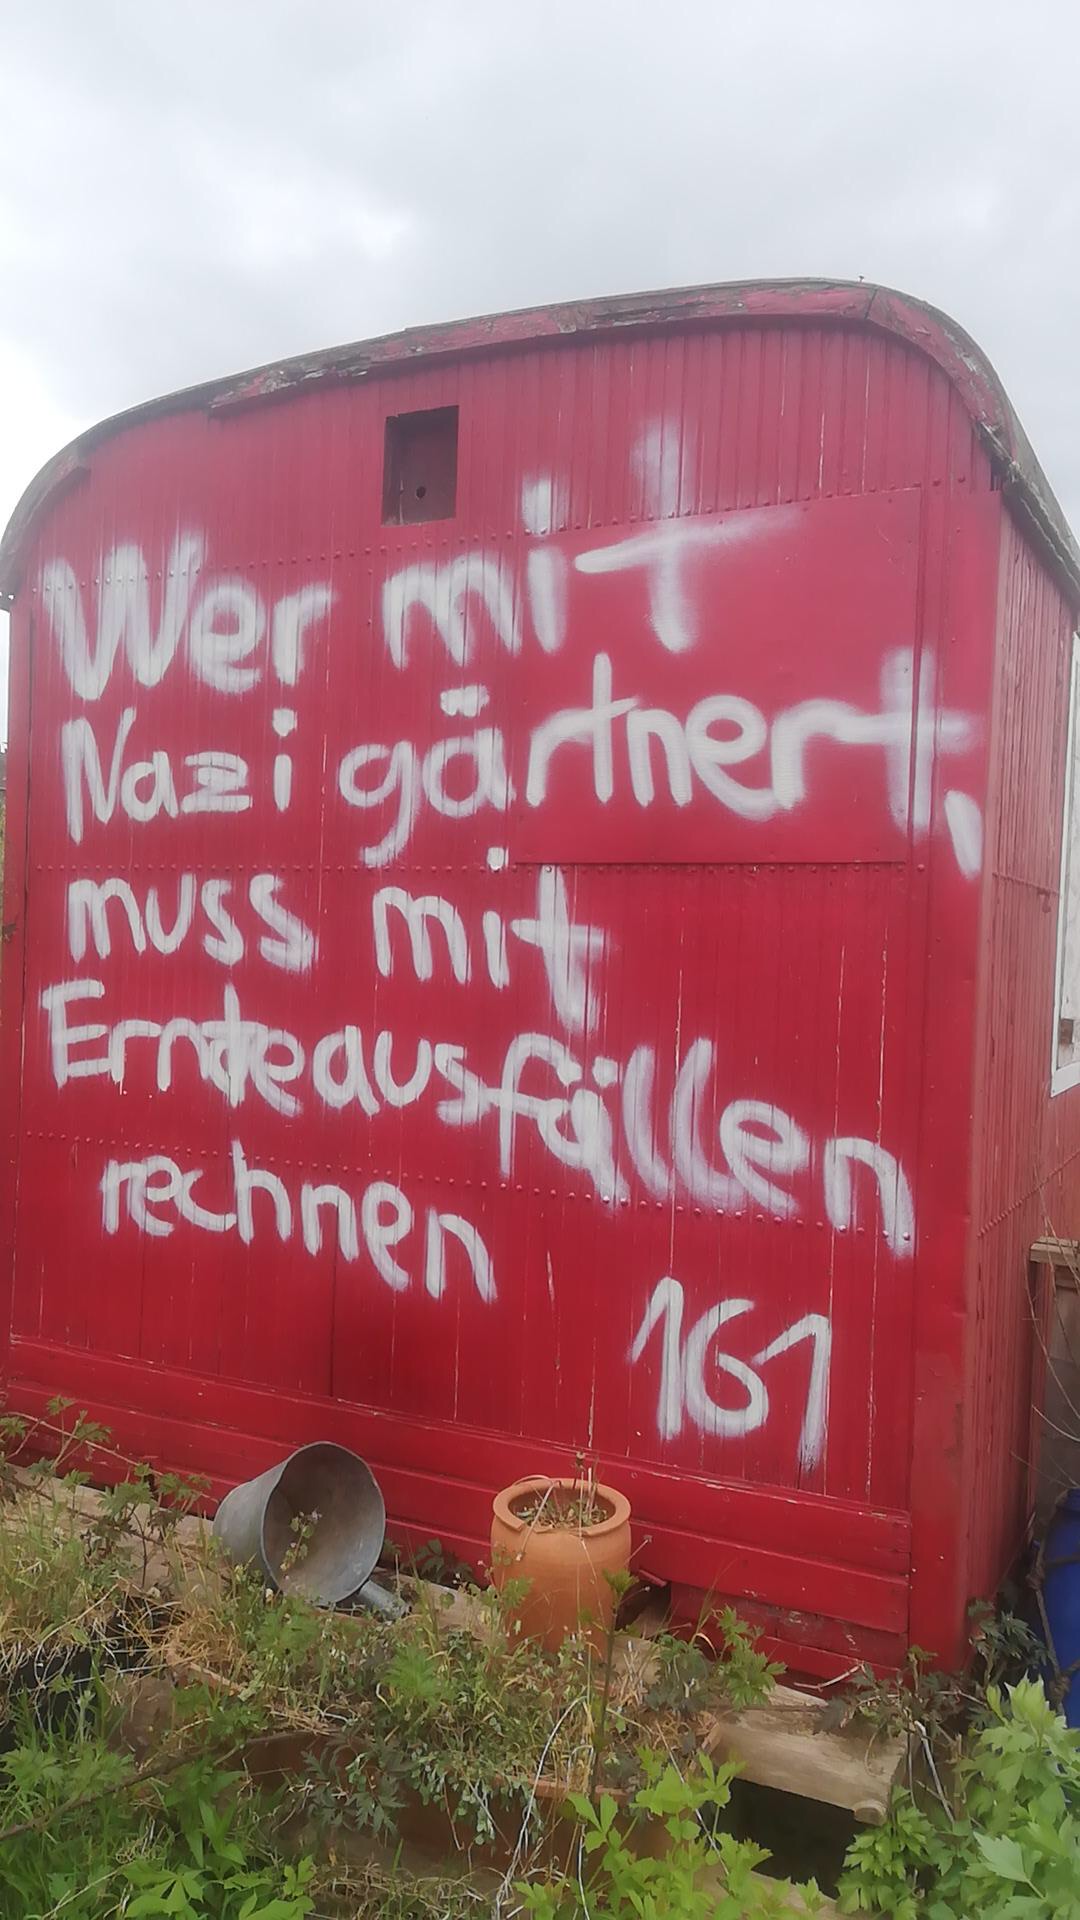 Wer mit
Nazi gärtnert,
muss mit
Ernteausfällen
rechnen
161